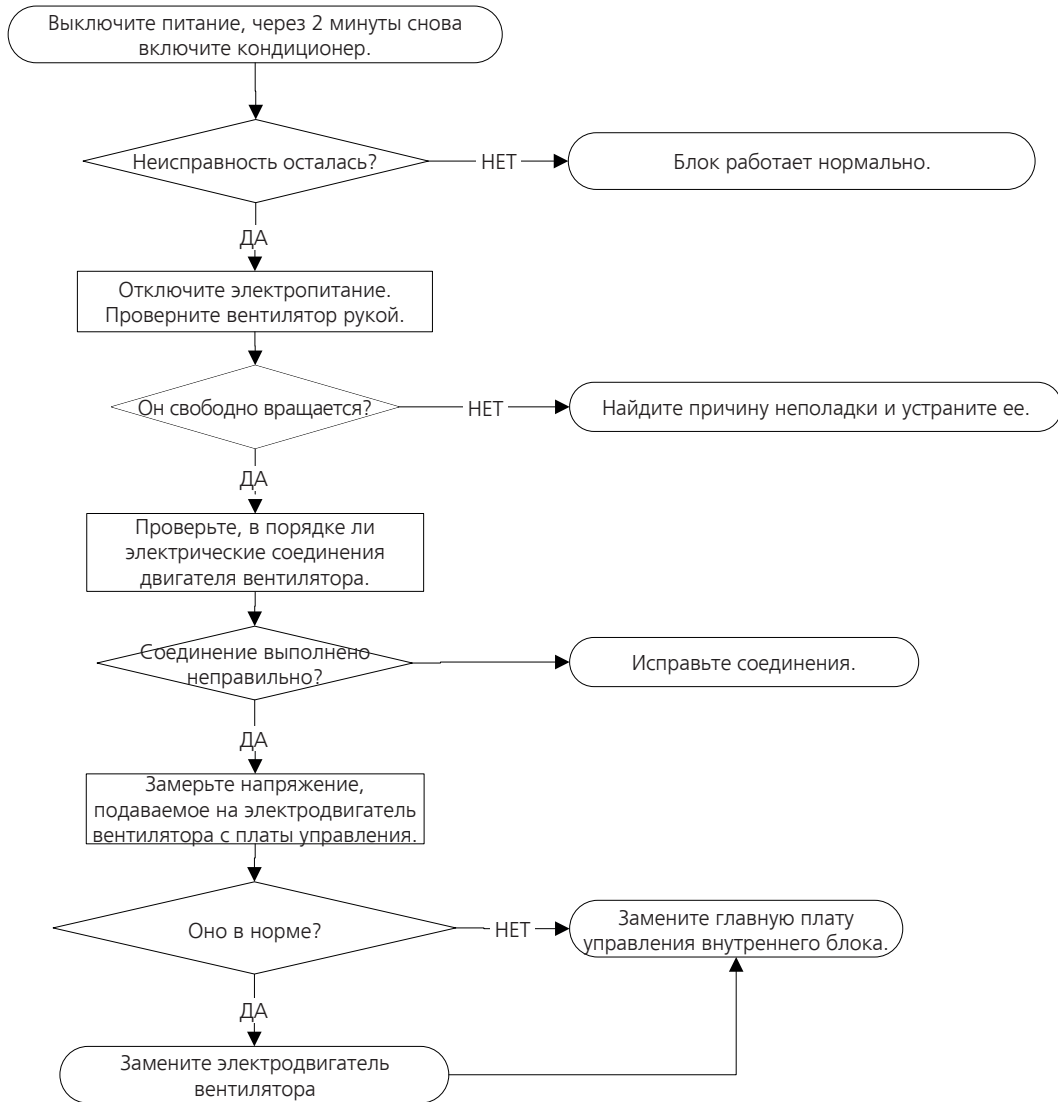 Выключите питание, через 2 минуты снова
включите кондиционер.
Неисправность осталась?
НЕТ
Блок работает нормально.
ДА
Отключите электропитание.
Проверните вентилятор рукой.
Он свободно вращается?
НЕТ
Найдите причину неполадки и устраните ее.
ДА
Проверьте, в порядке ли
электрические соединения
двигателя вентилятора.
Соединение выполнено
неправильно?
Исправьте соединения.
ДА
Замерьте напряжение,
подаваемое на электродвигатель
вентилятора с платы управления.
Оно в норме?
НЕТ
Замените главную плату
управления внутреннего блока.
ДА
Замените электродвигатель
вентилятора